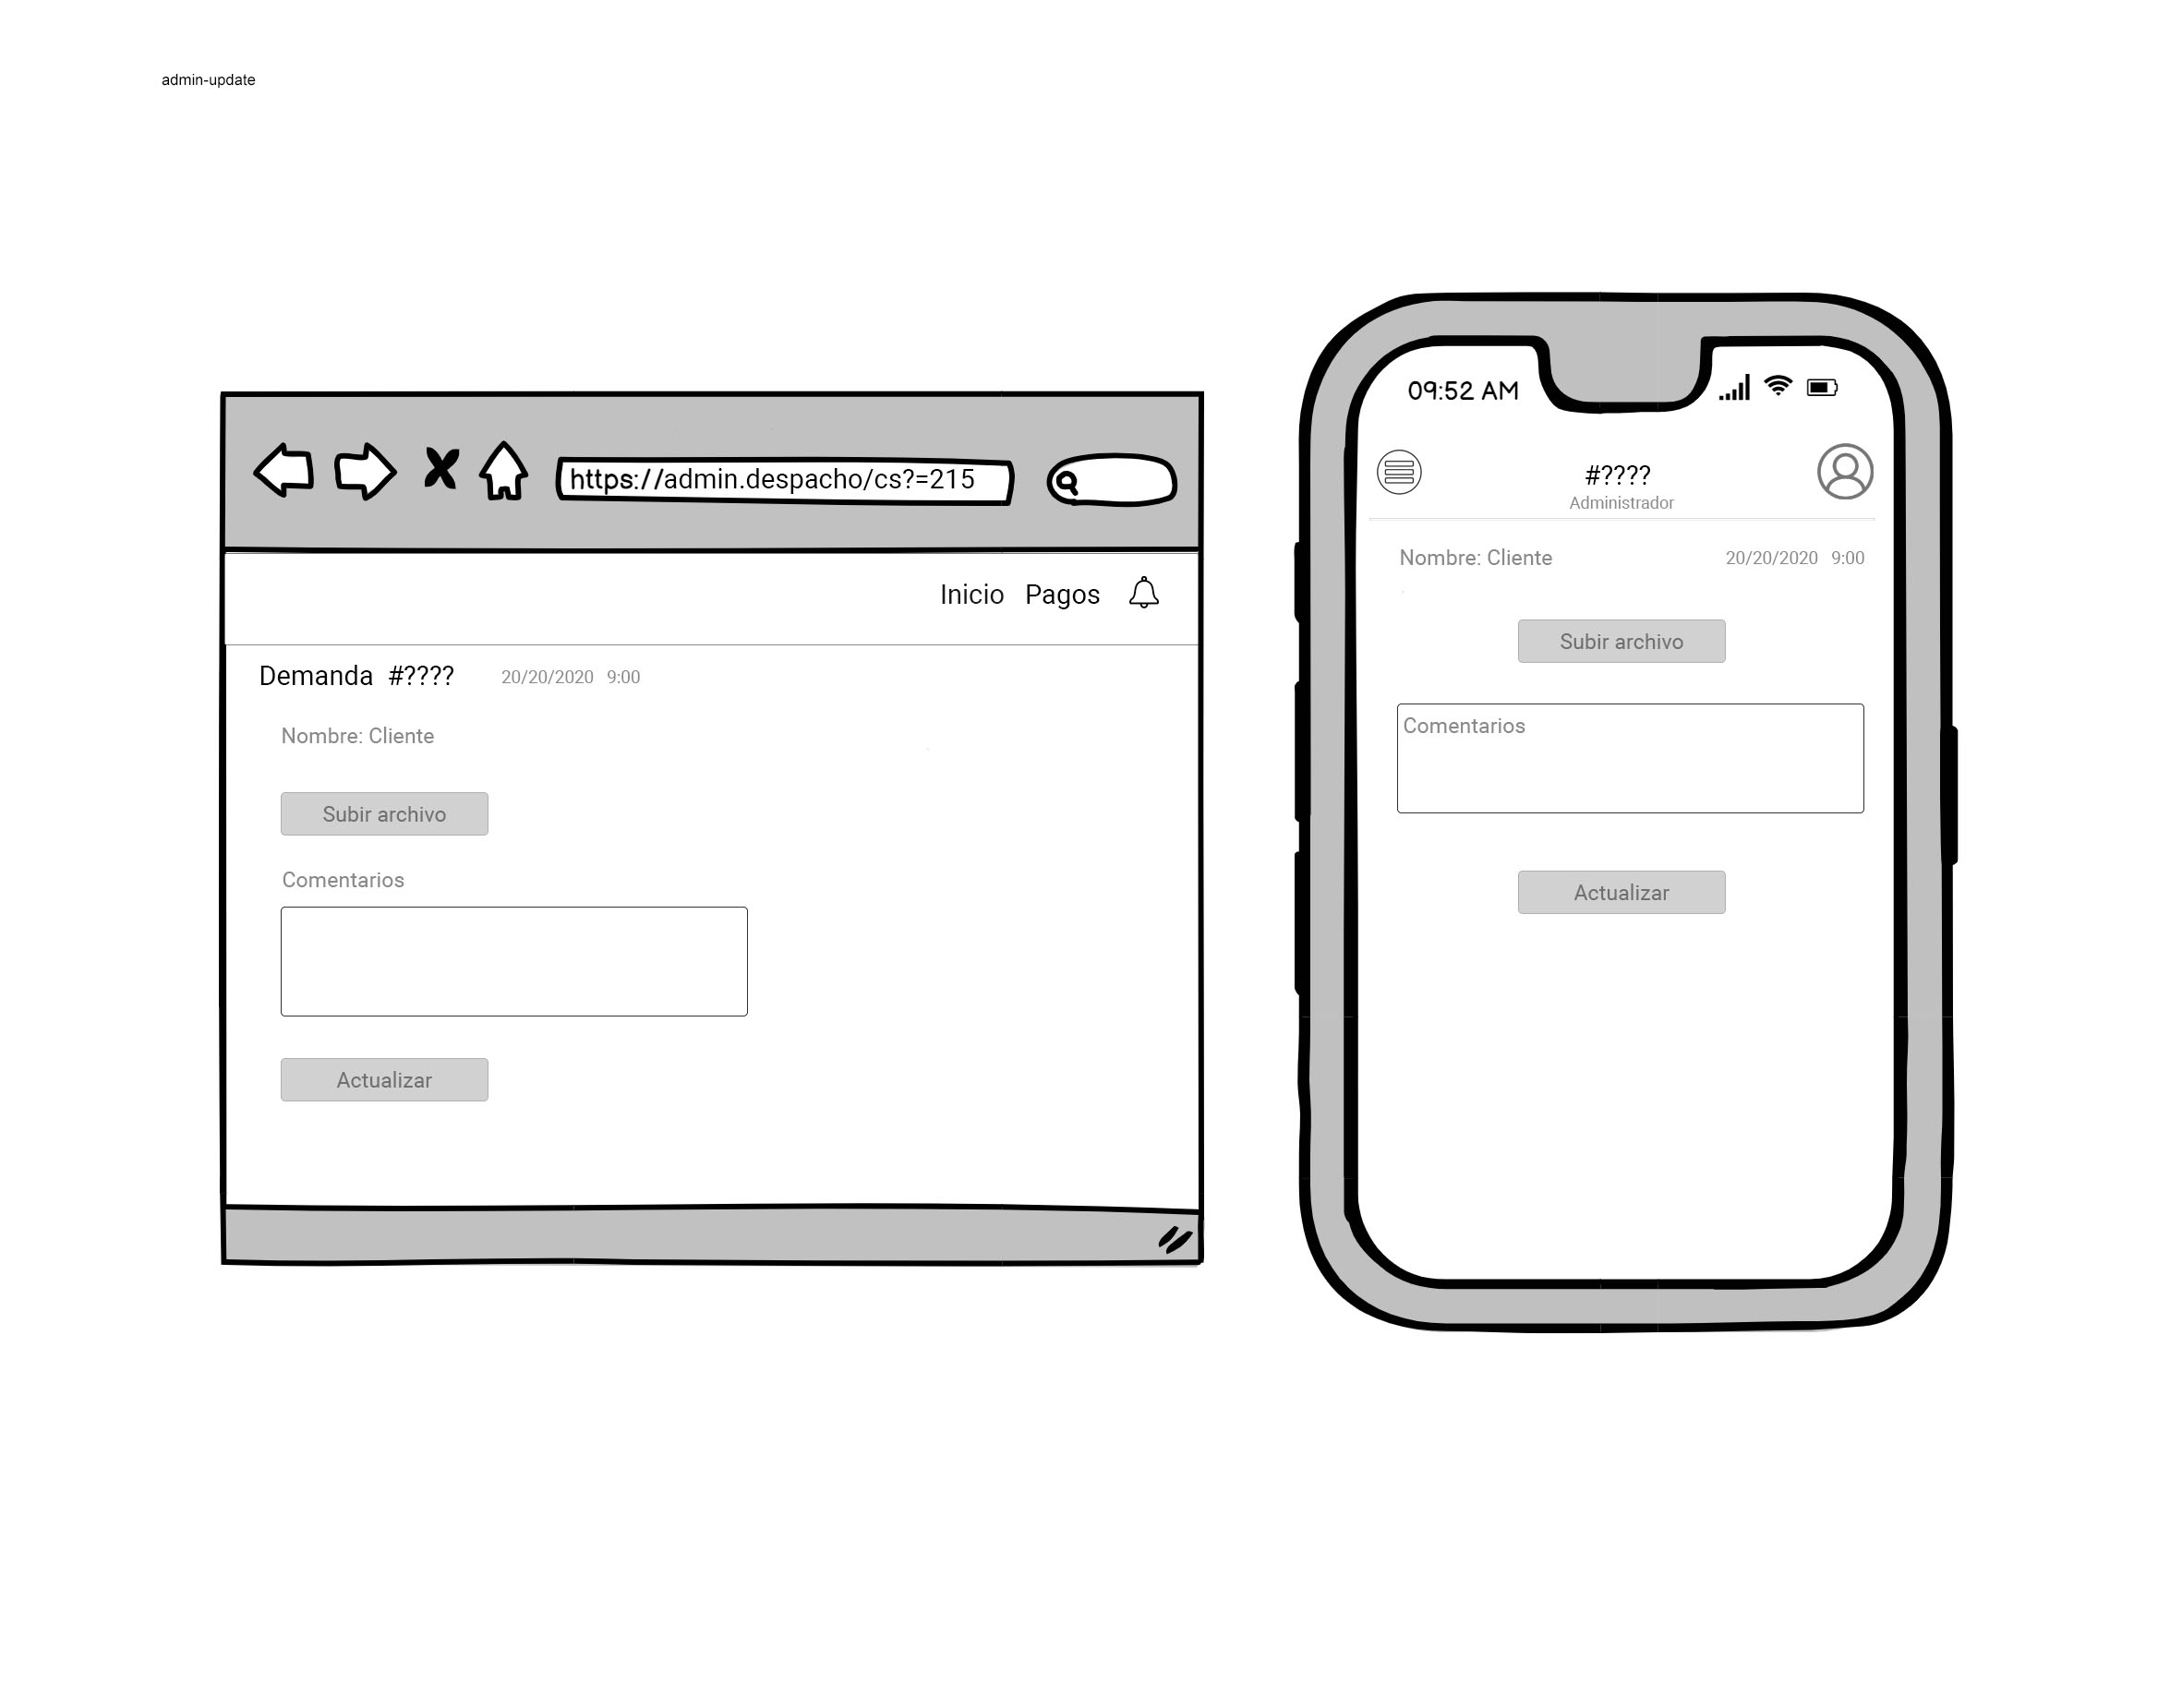 admin-update
https://admin.despacho/cs?=215
Inicio Pagos
Demanda #???? 20/20/2020 9:00
Nombre: Cliente
Subir archivo
Comentarios
Actualizar
09:52 AM
#????
Administrador
Nombre: Cliente 20/20/2020 9:00
Subir archivo
Comentarios
Actualizar